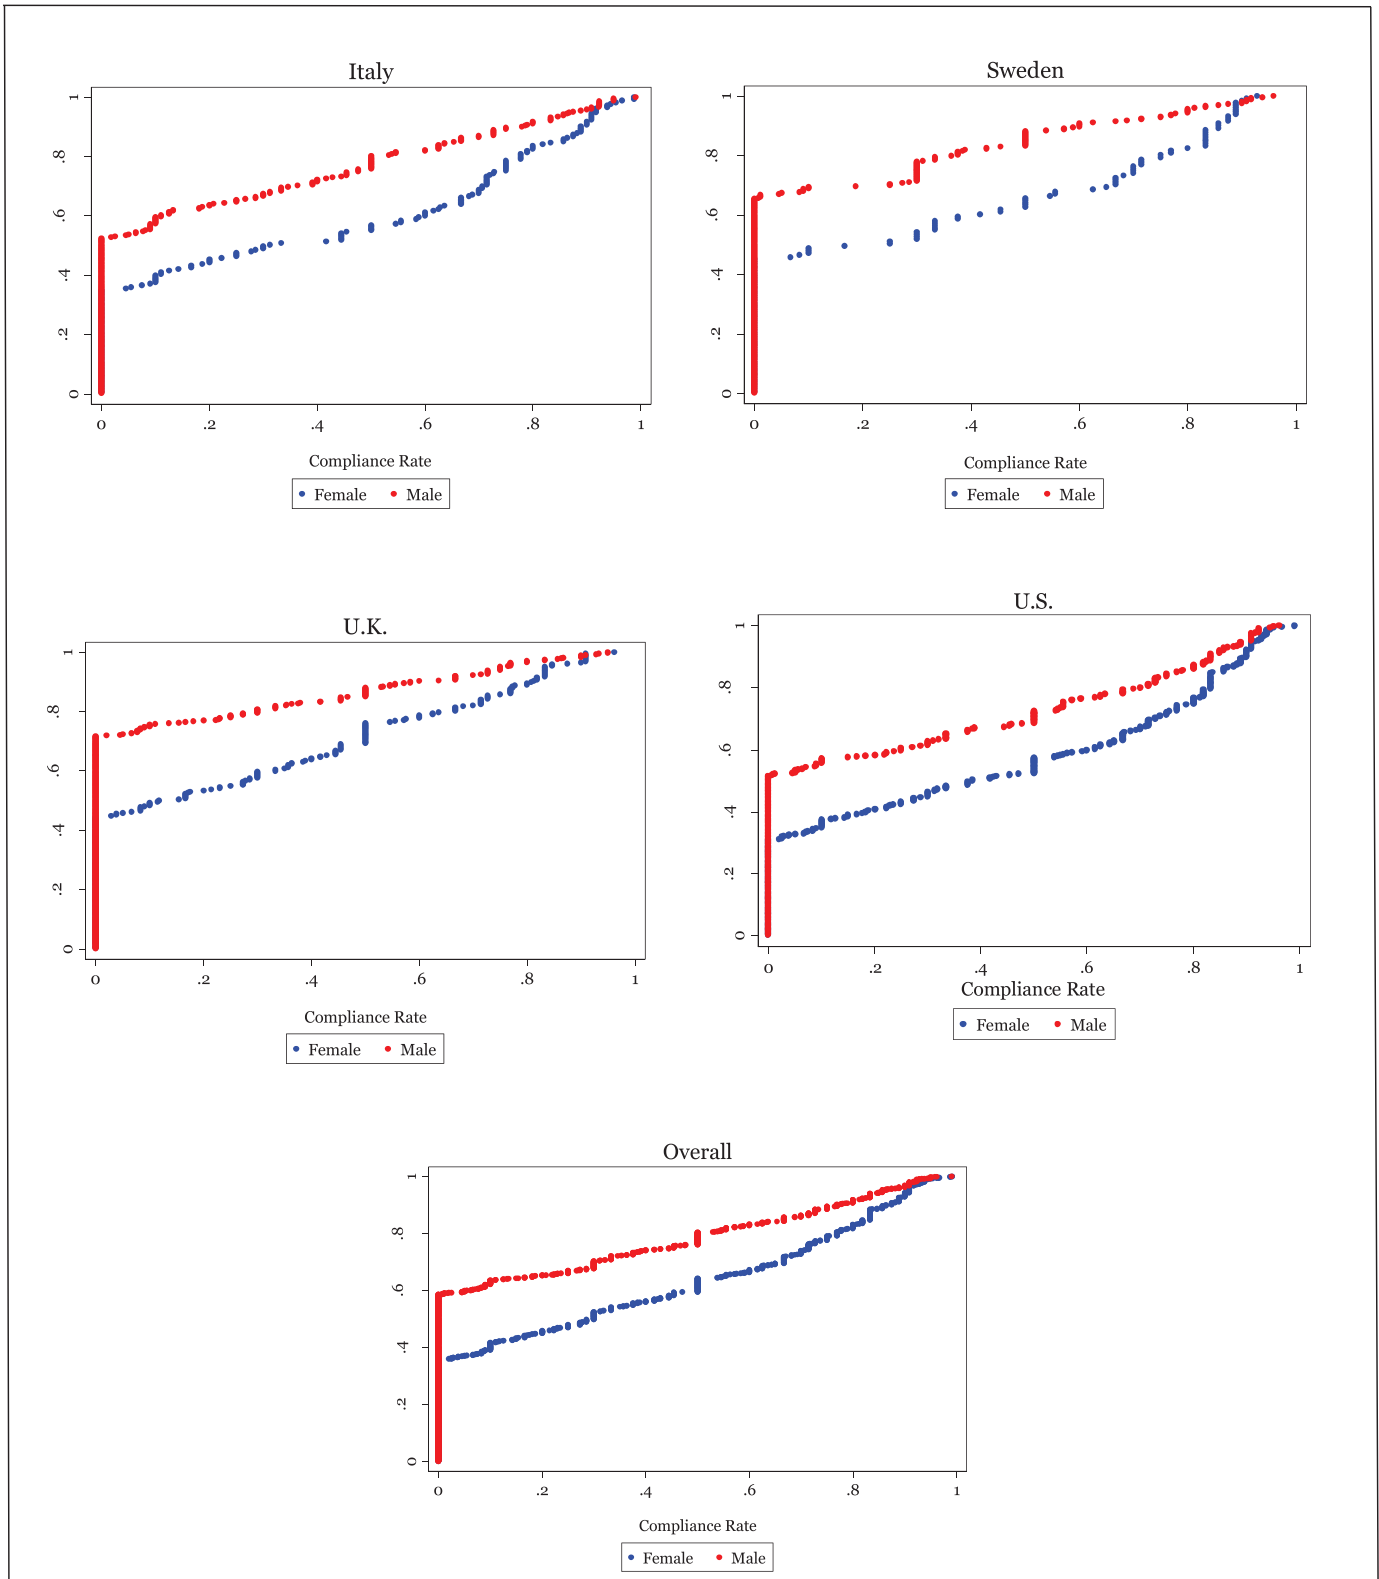 Italy
1
.8
.6
.4
.2
0
0 .2 .4 .6 .8 1
Compliance Rate
Female Male
Sweden
1
.8
.6
.4
.2
0
0 .2 .4 .6 .8 1
Compliance Rate
Female Male
U.K.
1
.8
.6
.4
.2
0
0 .2 .4 .6 .8 1
Compliance Rate
Female Male
U.S.
1
.8
.6
.4
.2
0
0 .2 .4 .6 .8 1
Compliance Rate
Female Male
Overall
1
.8
.6
.4
.2
0
0 .2 .4 .6 .8 1
Compliance Rate
Female Male